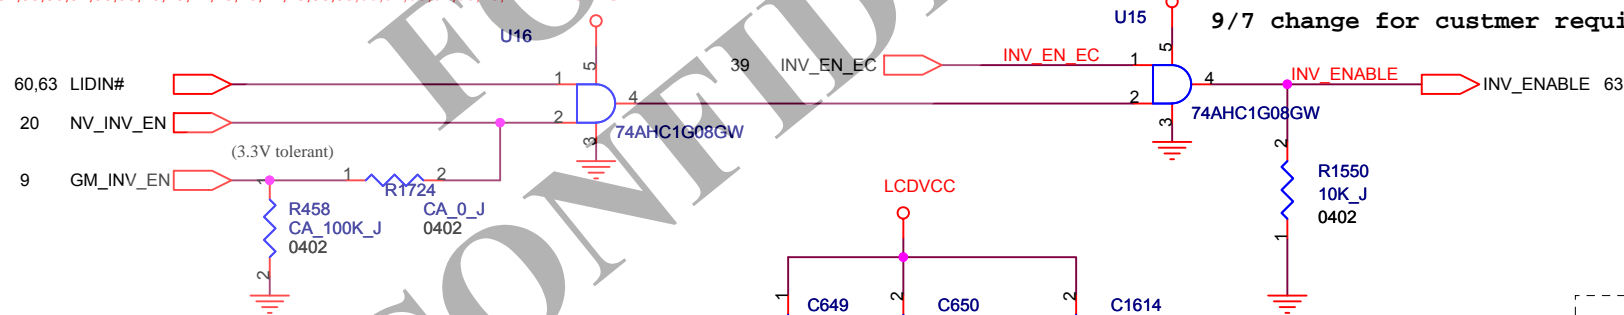 U16
U15
9/7 change for custmer requi
5
5
60,63 LIDIN#
1
4
39 INV_EN_EC
INV_EN_EC
1
4
INV_ENABLE
INV_ENABLE 63
20 NV_INV_EN
2
3
74AHC1G08GW
2
3
74AHC1G08GW
(3.3V tolerant)
9 GM_INV_EN
1
1
2
R1724
CA_0_J
0402
R458
CA_100K_J
0402
2
LCDVCC
2
R1550
10K_J
0402
1
1
C649
2
C650
2
C1614
CONFID